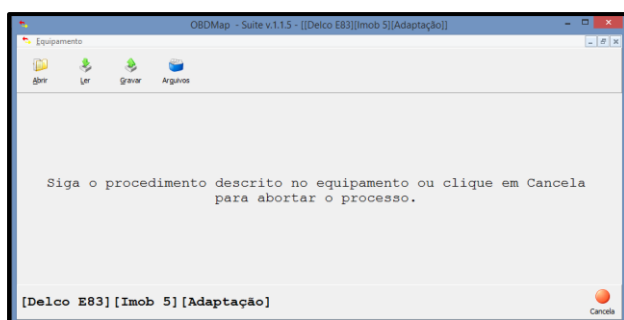 OBDMap - Suite v.1.1.5 - [[Delco E83][Imob 5][Adaptação]]
Equipamento
Abrir Ler Gravar Arquivos
Siga o procedimento descrito no equipamento ou clique em Cancela
para abortar o processo.
[Delco E83][Imob 5][Adaptação]
Cancela